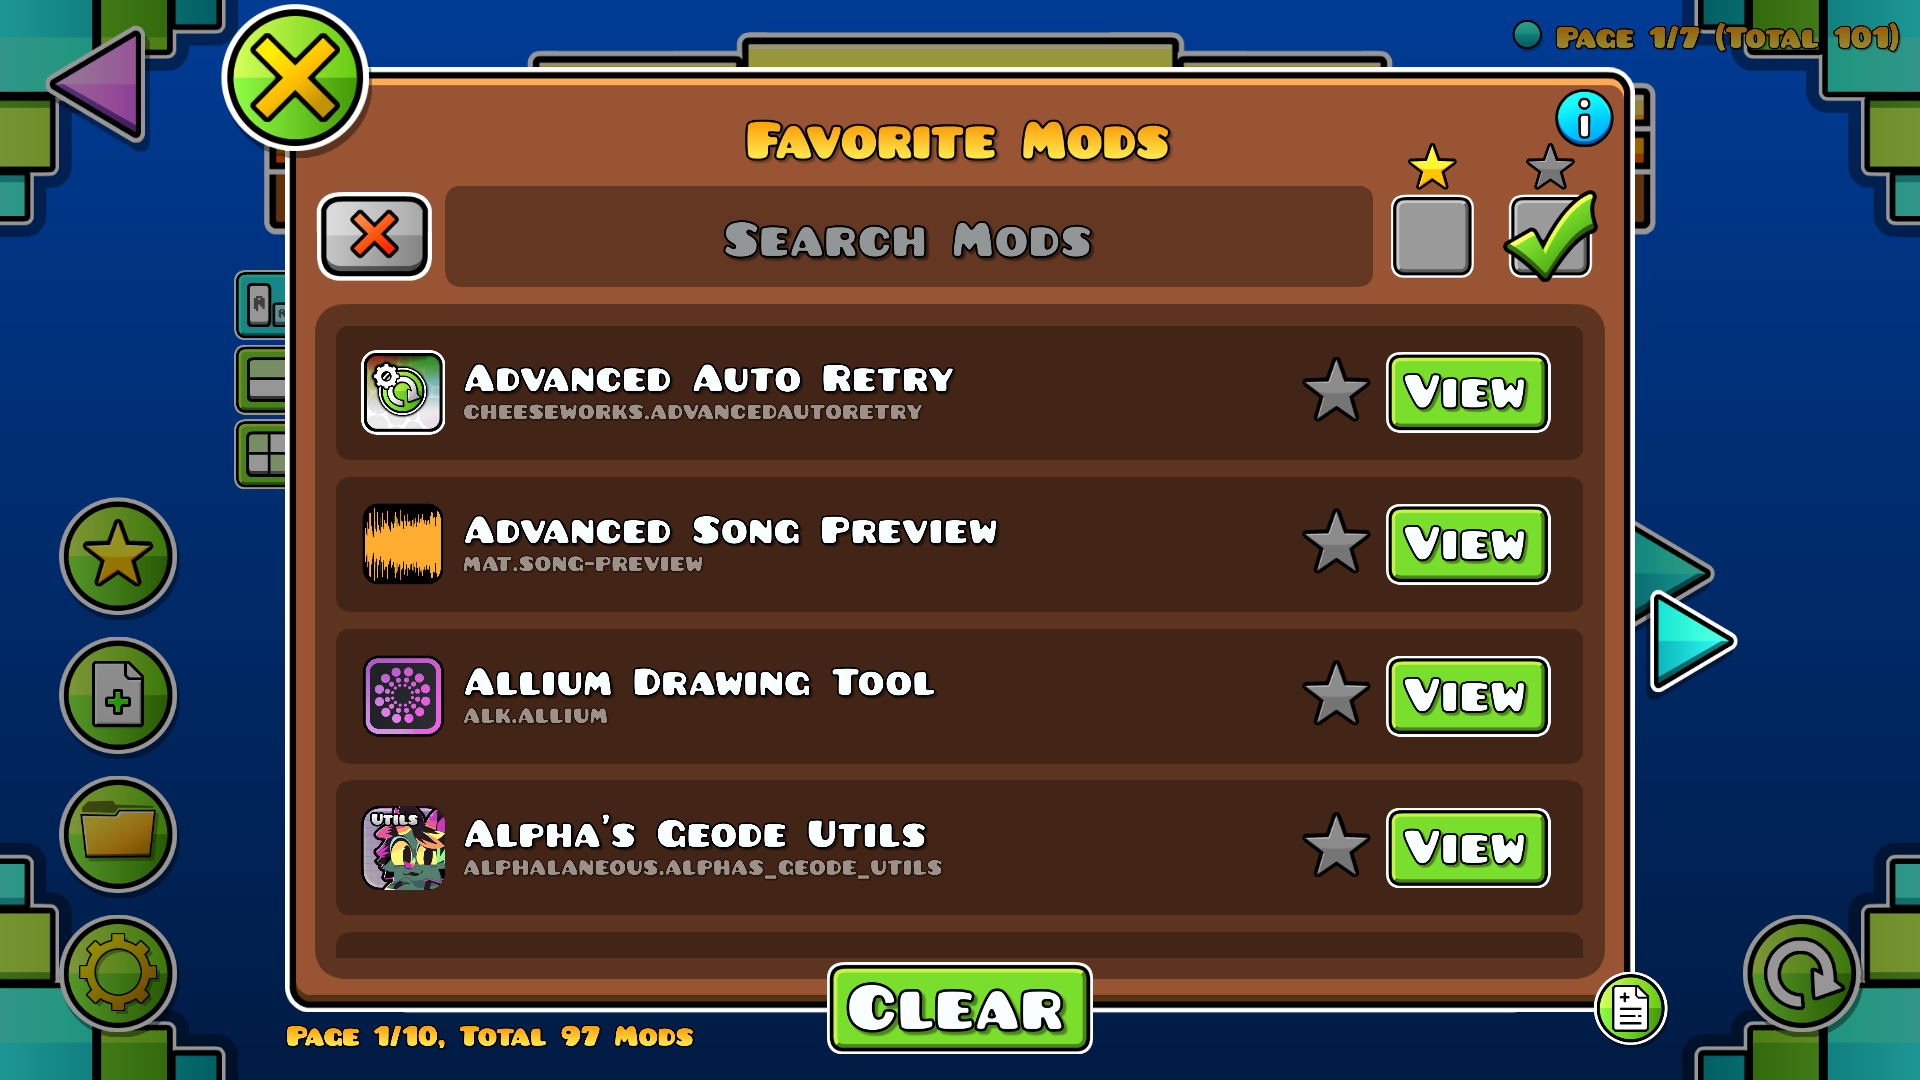 Page 1/7 (Total 101)
Favorite Mods
Search Mods
Advanced Auto Retry
cheeseworks.advancedautoretry
View
Advanced Song Preview
mat.song-preview
View
Allium Drawing Tool
alk.allium
View
Utils
Alpha's Geode Utils
alphalaneous.alphas_geode_utils
View
Clear
Page 1/10, Total 97 Mods